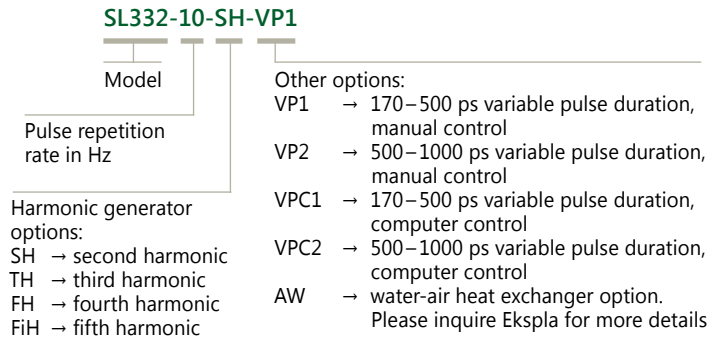 SL332-10-SH-VP1
Model
Pulse repetition
rate in Hz
Harmonic generator
options:
SH → second harmonic
TH → third harmonic
FH → fourth harmonic
FiH → fifth harmonic
Other options:
VP1 → 170–500 ps variable pulse duration,
manual control
VP2 → 500–1000 ps variable pulse duration,
manual control
VPC1 → 170–500 ps variable pulse duration,
computer control
VPC2 → 500–1000 ps variable pulse duration,
computer control
AW → water-air heat exchanger option.
Please inquire Ekspla for more details